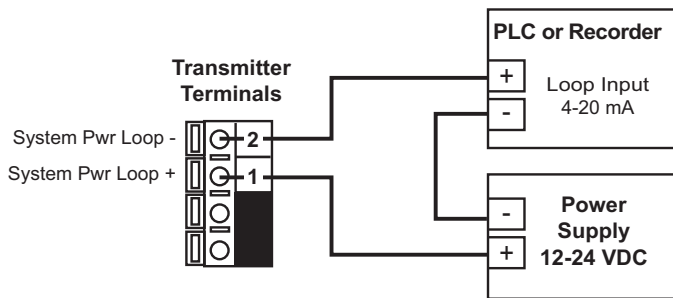 Transmitter
Terminals
System Pwr Loop -
2
System Pwr Loop +
1
PLC or Recorder
+
Loop Input
4-20 mA
-
-
Power
Supply
12-24 VDC
+